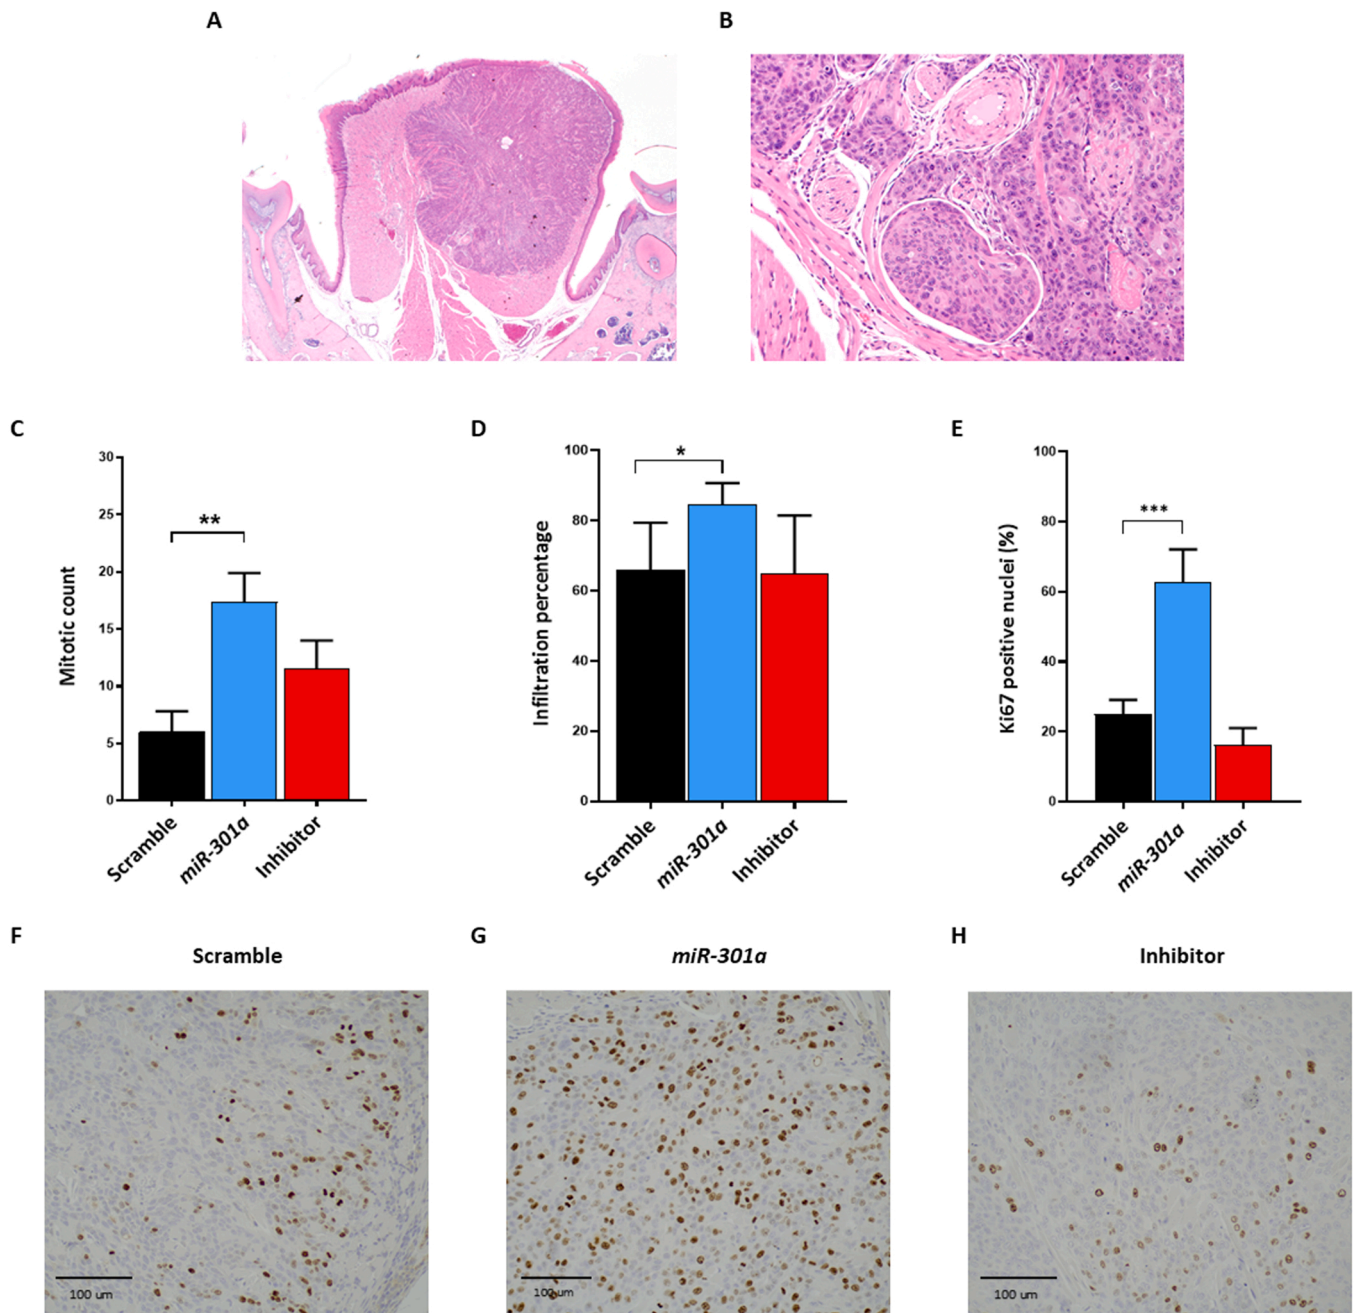 A
B
C
D
E
30
25
20
15
10
5
0
Mitotic count
**
Scramble
miR-301a
Inhibitor
100
80
60
40
20
0
Infiltration percentage
*
Scramble
miR-301a
Inhibitor
100
80
60
40
20
0
Ki67 positive nuclei (%)
***
Scramble
miR-301a
Inhibitor
F
Scramble
G
miR-301a
H
Inhibitor
100 um
100 um
100 um